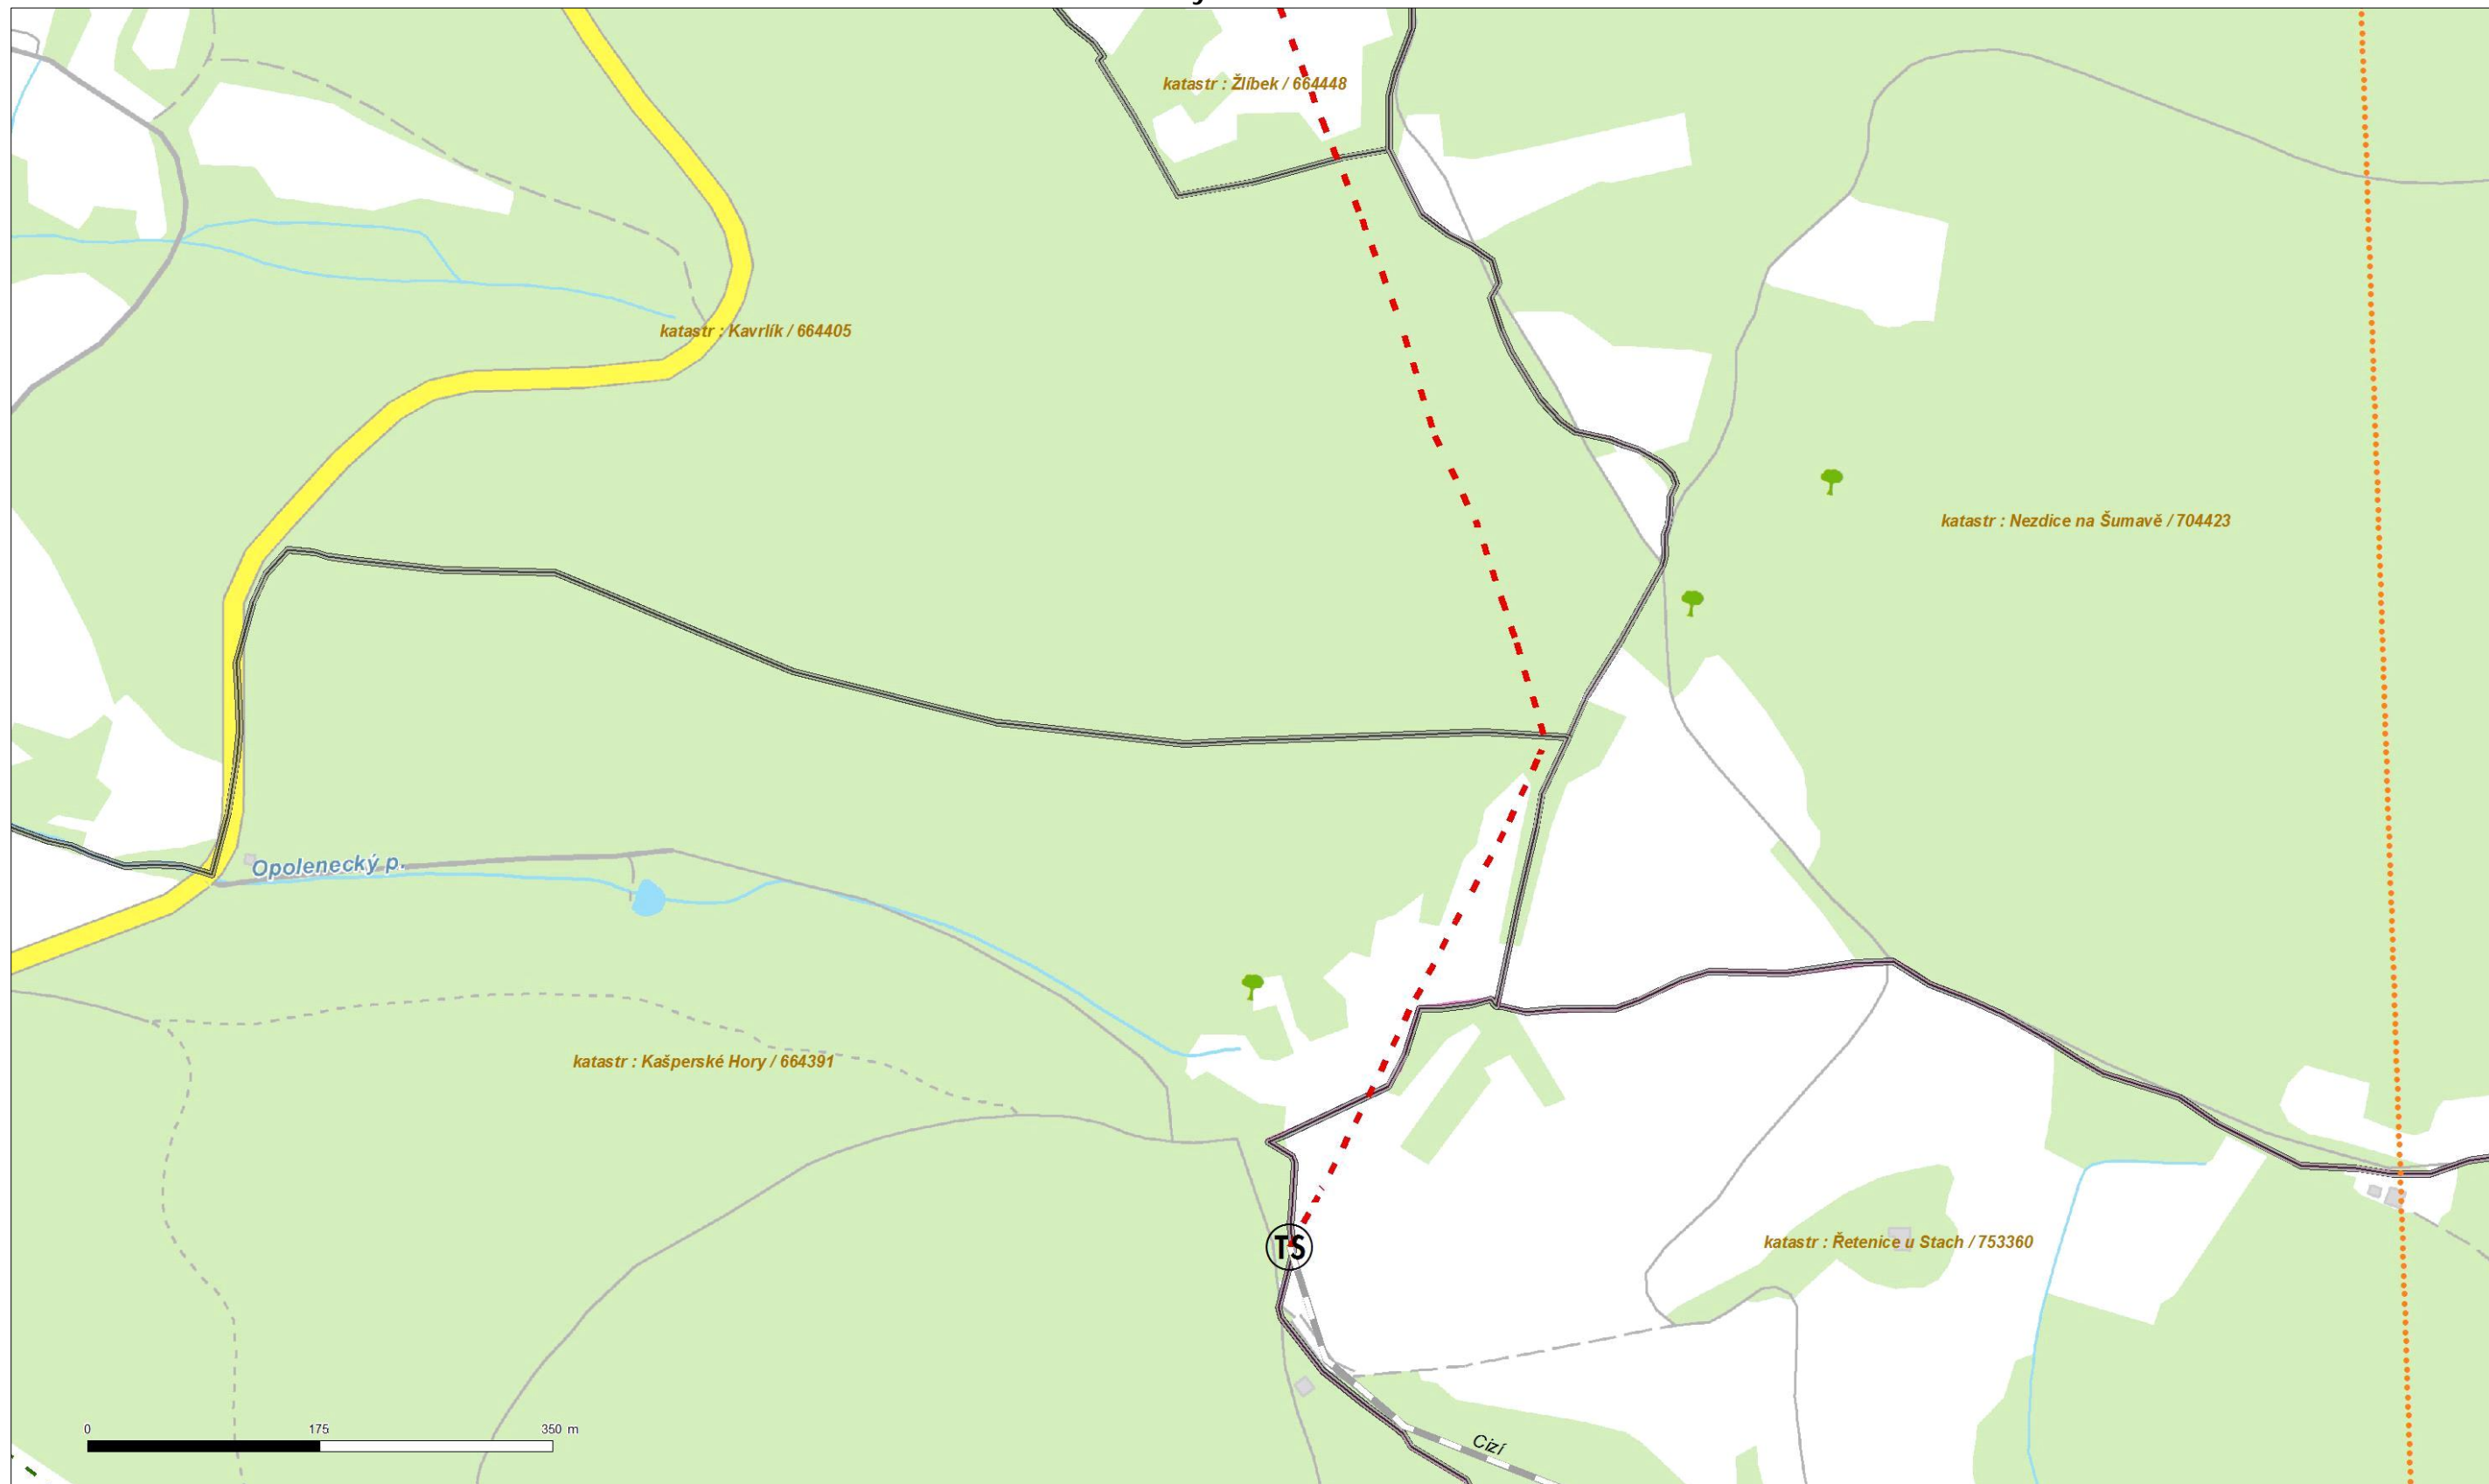 katastr : Žlíbek / 664448
katastr : Kavrlík / 664405
katastr : Nezdice na Šumavě / 704423
Opolenecký p.
katastr : Kašperské Hory / 664391
katastr : Řetenice u Stach / 753360
TS
Cizí
0 175 350 m